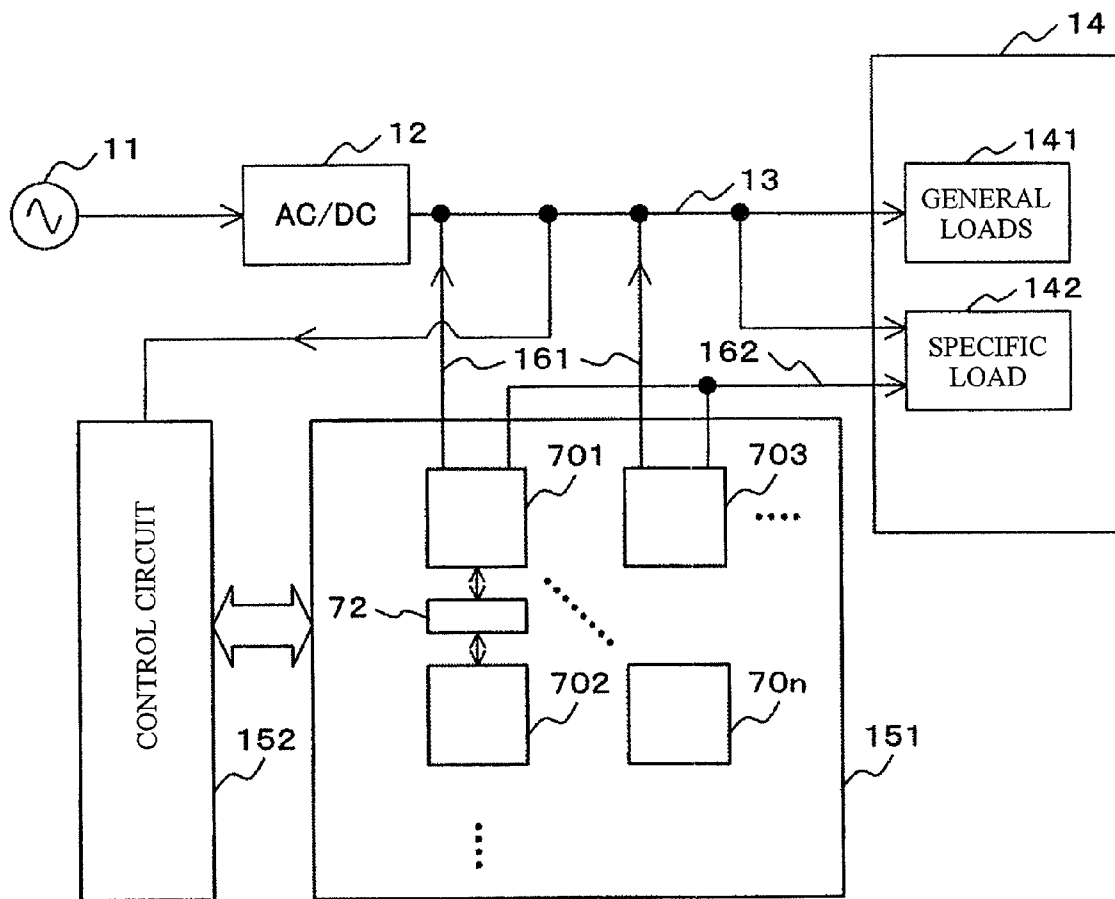 14
11
12
13
141
AC/DC
GENERAL
LOADS
142
161
162
SPECIFIC
LOAD
701
703
CONTROL CIRCUIT
72
702
70n
152
151